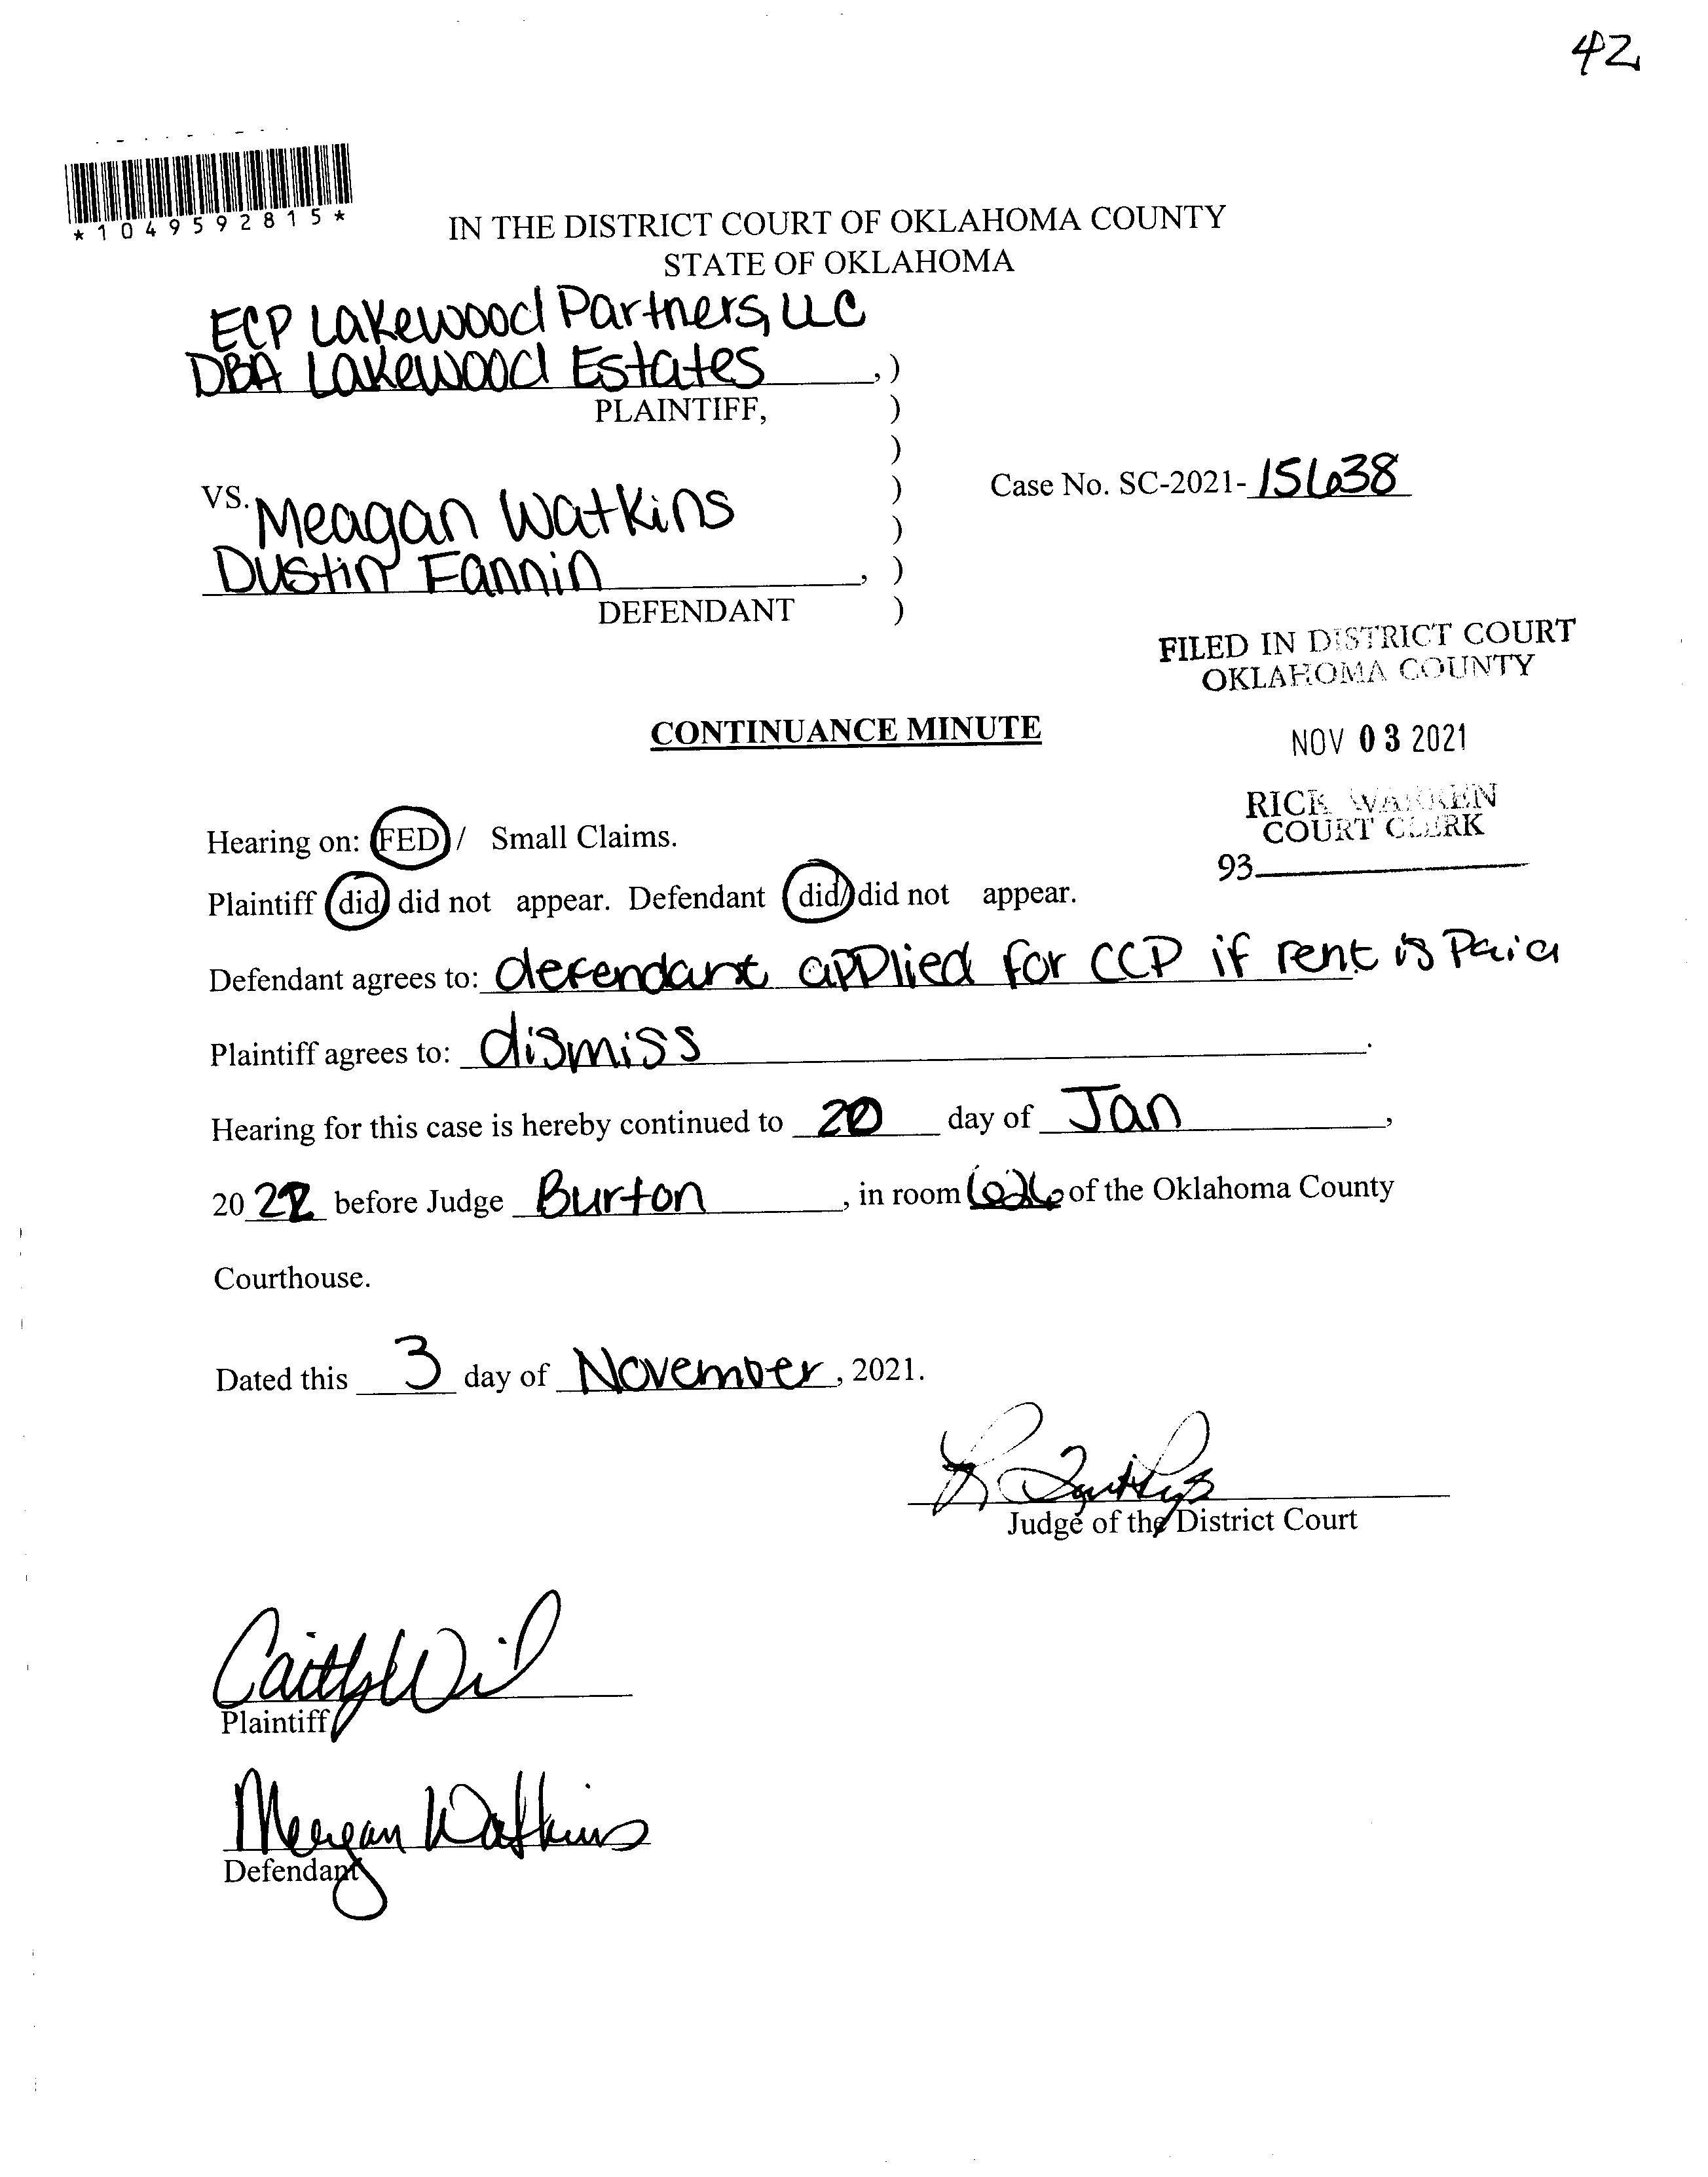 42
*1049592815*
IN THE DISTRICT COURT OF OKLAHOMA COUNTY
STATE OF OKLAHOMA
ECP Lakewood Partners, LLC
DBA Lakewood Estates , )
PLAINTIFF, )
)
VS. Meagan Watkins )
Case No. SC-2021-15638
)
Dustin Fannin , )
DEFENDANT )
FILED IN DISTRICT COURT
OKLAHOMA COUNTY
CONTINUANCE MINUTE
NOV 03 2021
RICK WARREN
COURT CLERK
93
Hearing on: FED / Small Claims.
Plaintiff did/ did not appear. Defendant did/ did not appear.
Defendant agrees to: defendant applied for CCP if rent is Paid
Plaintiff agrees to: dismiss.
Hearing for this case is hereby continued to 20 day of Jan,
2022 before Judge Burton, in room 626 of the Oklahoma County
Courthouse.
Dated this 3 day of November, 2021.
Judge of the District Court
Plaintiff
Meagan Watkins
Defendant